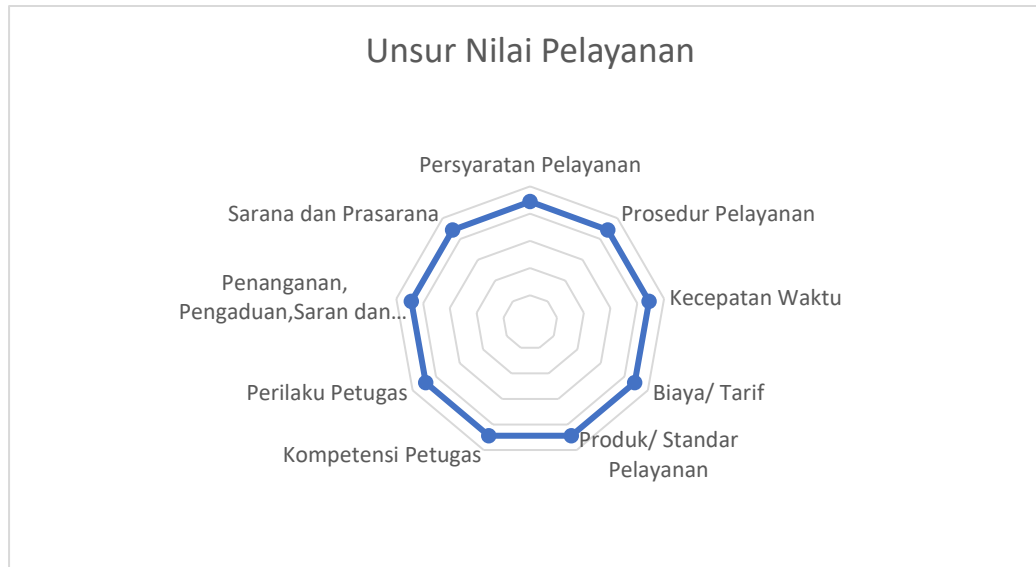 Unsur Nilai Pelayanan
Persyaratan Pelayanan
Prosedur Pelayanan
Kecepatan Waktu
Biaya/ Tarif
Produk/ Standar
Pelayanan
Kompetensi Petugas
Perilaku Petugas
Penanganan,
Pengaduan,Saran dan...
Sarana dan Prasarana